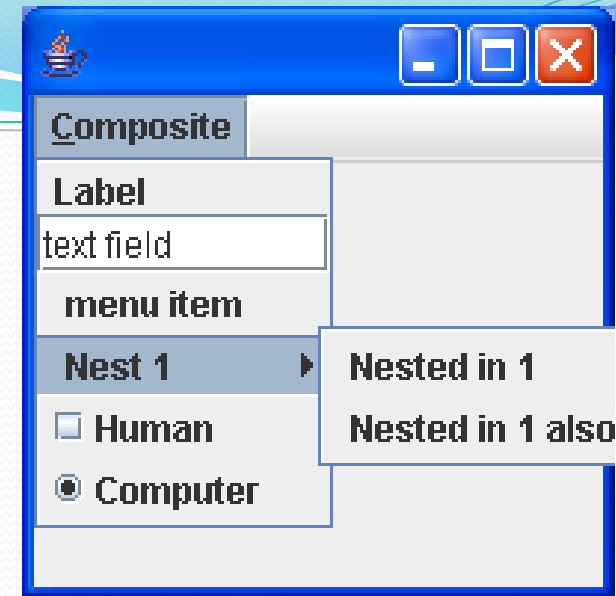 Composite
Label
text field
menu item
Nest 1
Nested in 1
Nested in 1 also
Human
Computer